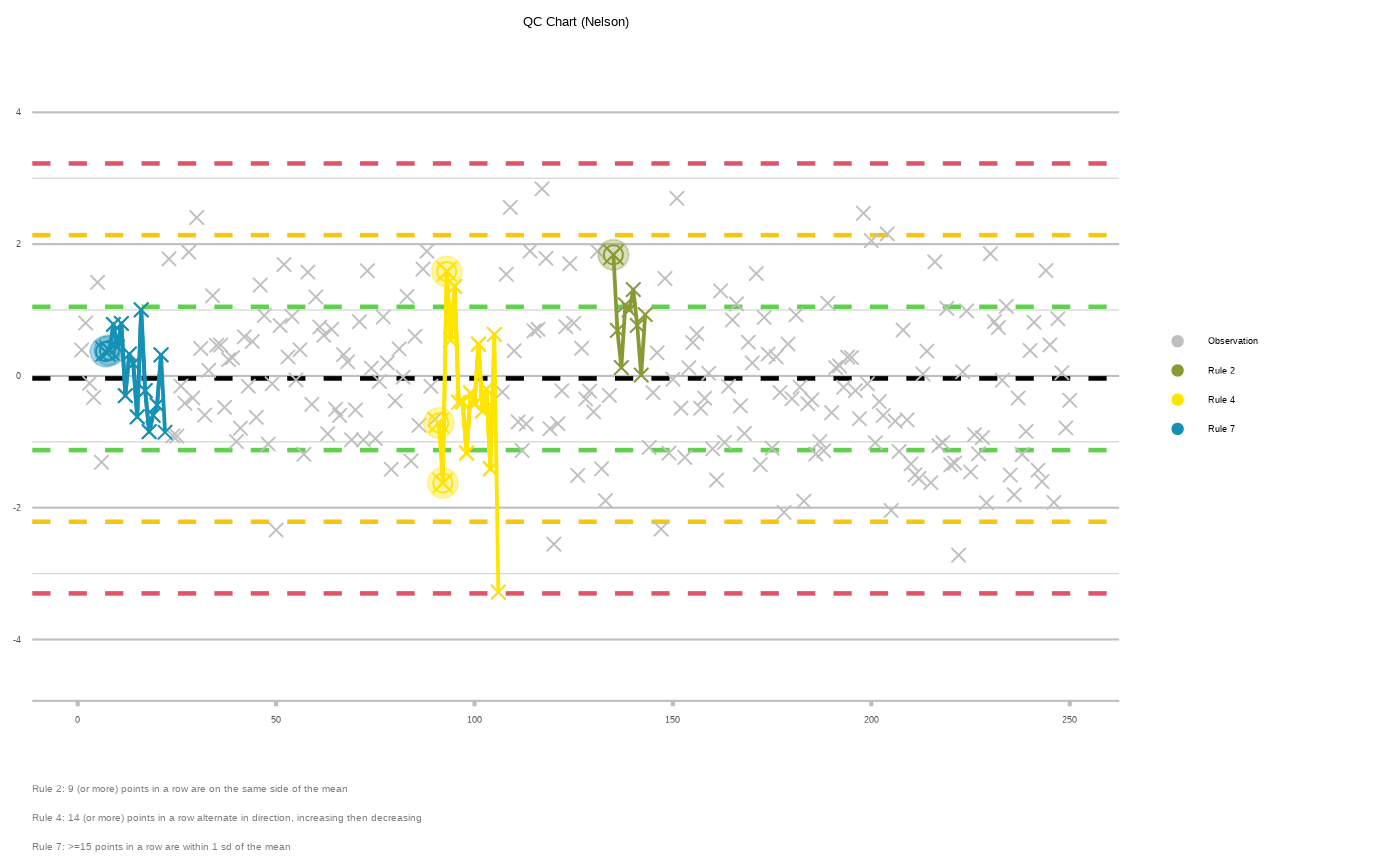 QC Chart (Nelson)
4
2
0
-2
-4
0 50 100 150 200 250
Observation
Rule 2
Rule 4
Rule 7
Rule 2: 9 (or more) points in a row are on the same side of the mean
Rule 4: 14 (or more) points in a row alternate in direction, increasing then decreasing
Rule 7: >=15 points in a row are within 1 sd of the mean